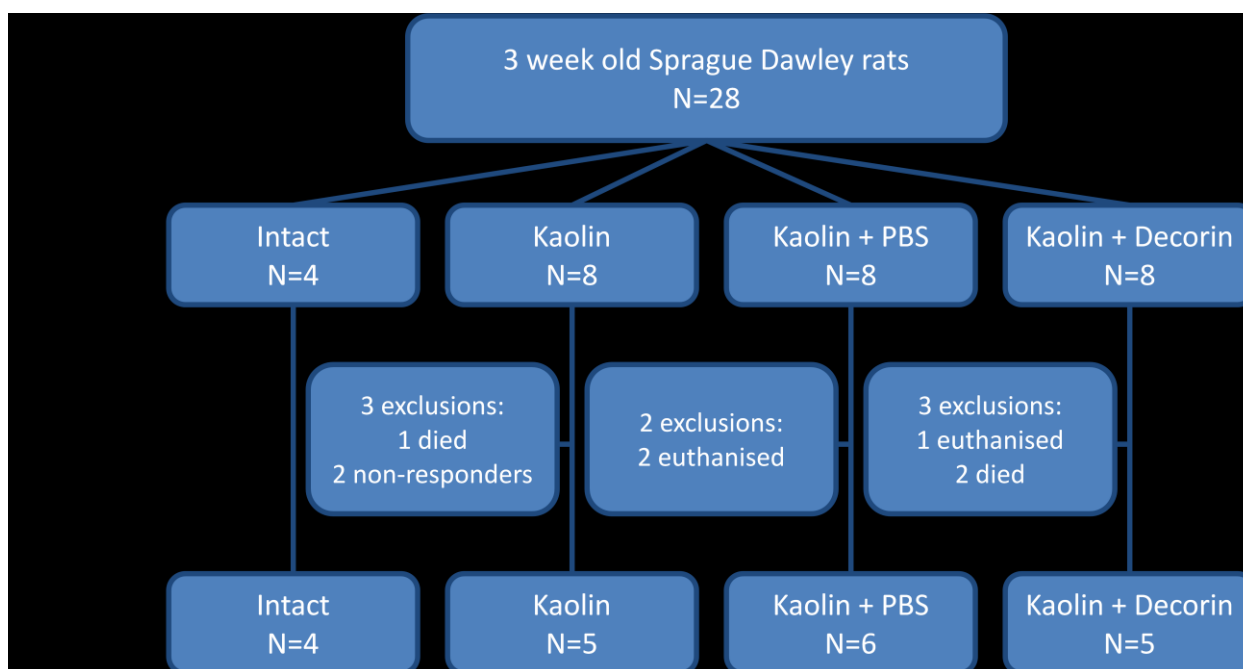 3 week old Sprague Dawley rats
N=28
Intact
N=4
Kaolin
N=8
Kaolin + PBS
N=8
Kaolin + Decorin
N=8
3 exclusions:
1 died
2 non-responders
2 exclusions:
2 euthanised
3 exclusions:
1 euthanised
2 died
Intact
N=4
Kaolin
N=5
Kaolin + PBS
N=6
Kaolin + Decorin
N=5